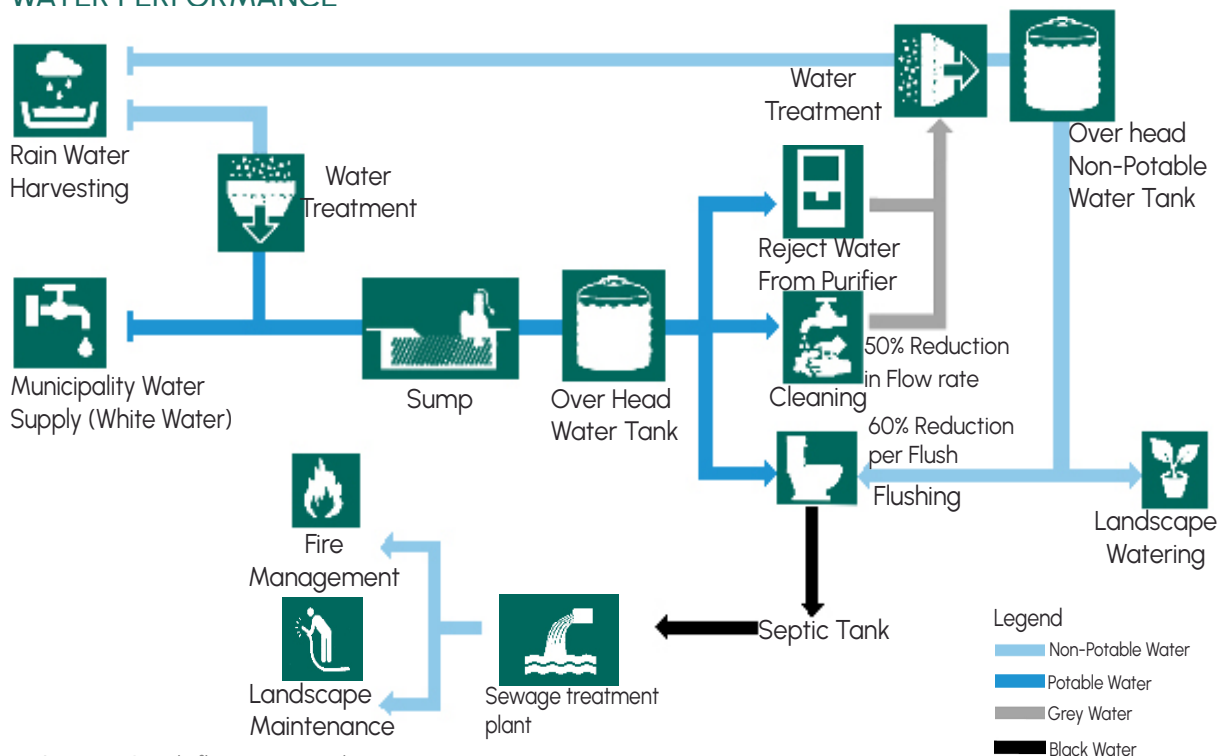 WATER PERFORMANCE
Water
Treatment
Over head
Non-Potable
Water Tank
Rain Water
Harvesting
Water
Treatment
Reject Water
From Purifier
50% Reduction
in Flow rate
Cleaning
Municipality Water
Supply (White Water)
Sump
Over Head
Water Tank
60% Reduction
per Flush
Flushing
Landscape
Watering
Fire
Management
Septic Tank
Landscape
Maintenance
Sewage treatment
plant
Legend
Non-Potable Water
Potable Water
Grey Water
Black Water